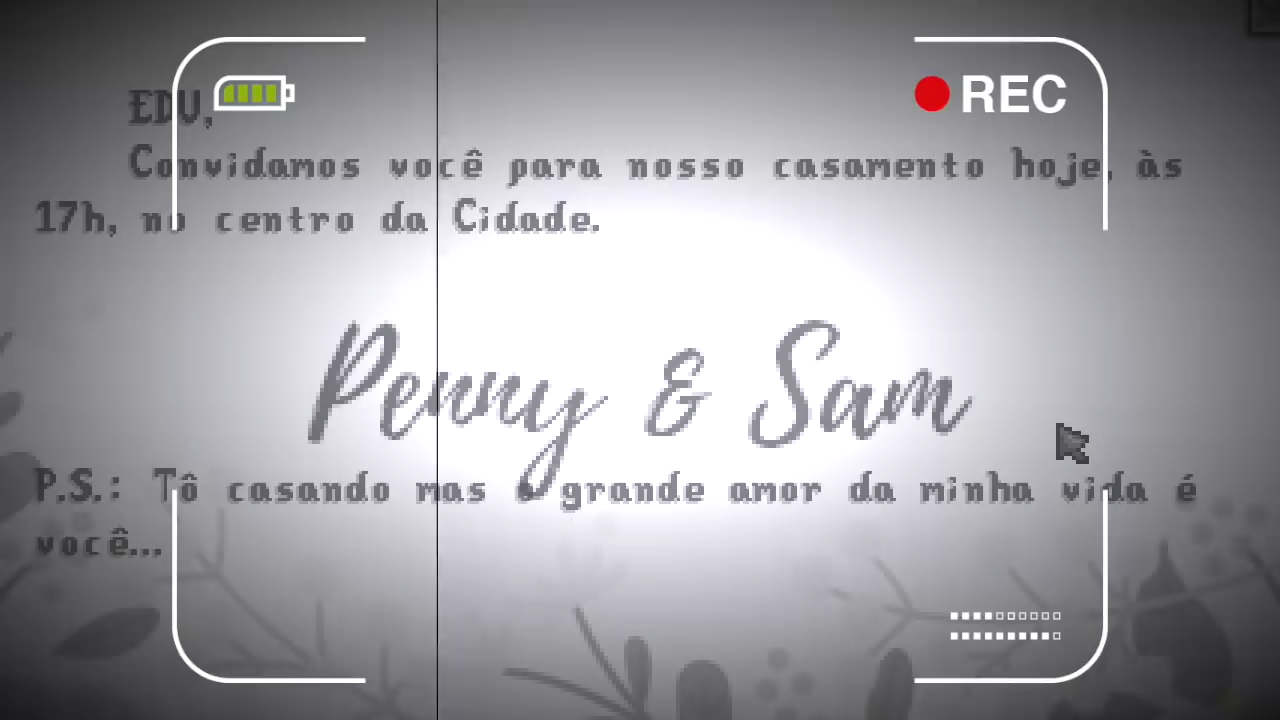 REC
EDU,
Convidamos você para nosso casamento hoje, às
17h, no centro da Cidade.
Penny & Sam
P.S.: Tô casando mas o grande amor da minha vida é
você...